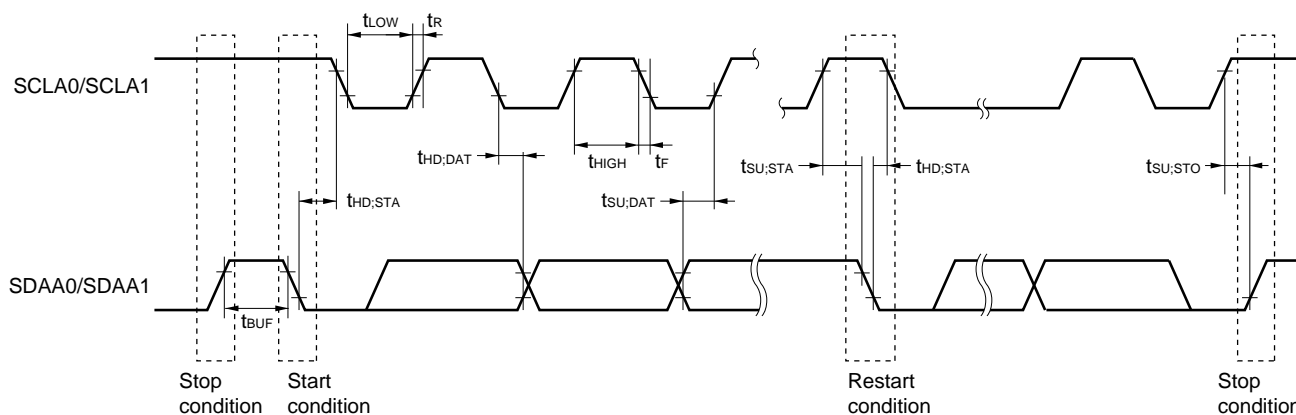 tLOW
tR
SCLA0/SCLA1
tHD;DAT
tHIGH
tF
tSU;STA
tHD;STA
tSU;STO
tHD;STA
tSU;DAT
SDAA0/SDAA1
tBUF
Stop
condition
Start
condition
Restart
condition
Stop
condition